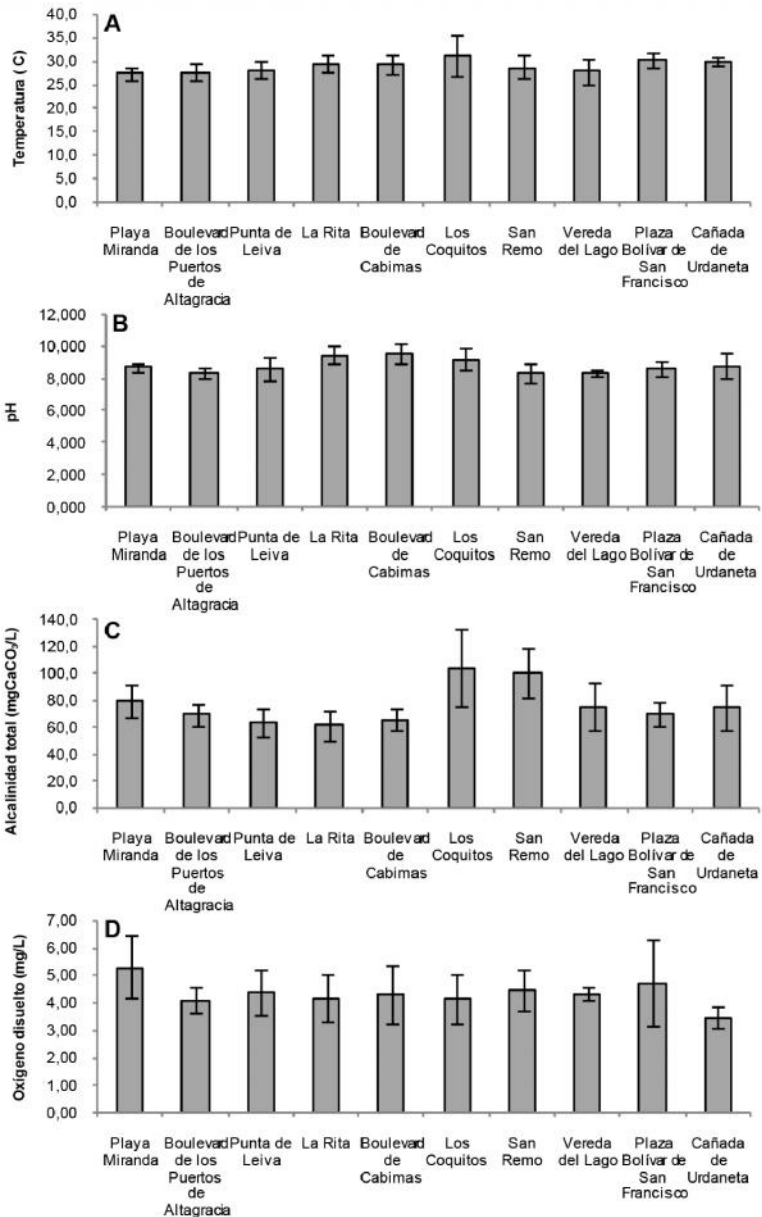 A
Temperatura ( C)
40,0
35,0
30,0
25,0
20,0
15,0
10,0
5,0
0,0
Playa Miranda
Boulevard de los Puertos de Altagracia
Punta de Leiva
La Rita
Boulevard de Cabimas
Los Coquitos
San Remo
Vereda del Lago
Plaza Bolívar de San Francisco
Cañada de Urdaneta
B
pH
12,000
10,000
8,000
6,000
4,000
2,000
0,000
Playa Miranda
Boulevard de los Puertos de Altagracia
Punta de Leiva
La Rita
Boulevard de Cabimas
Los Coquitos
San Remo
Vereda del Lago
Plaza Bolívar de San Francisco
Cañada de Urdaneta
C
Alcalinidad total (mgCaCO3/L)
140,0
120,0
100,0
80,0
60,0
40,0
20,0
0,0
Playa Miranda
Boulevard de los Puertos de Altagracia
Punta de Leiva
La Rita
Boulevard de Cabimas
Los Coquitos
San Remo
Vereda del Lago
Plaza Bolívar de San Francisco
Cañada de Urdaneta
D
Oxígeno disuelto (mg/L)
7,00
6,00
5,00
4,00
3,00
2,00
1,00
0,00
Playa Miranda
Boulevard de los Puertos de Altagracia
Punta de Leiva
La Rita
Boulevard de Cabimas
Los Coquitos
San Remo
Vereda del Lago
Plaza Bolívar de San Francisco
Cañada de Urdaneta